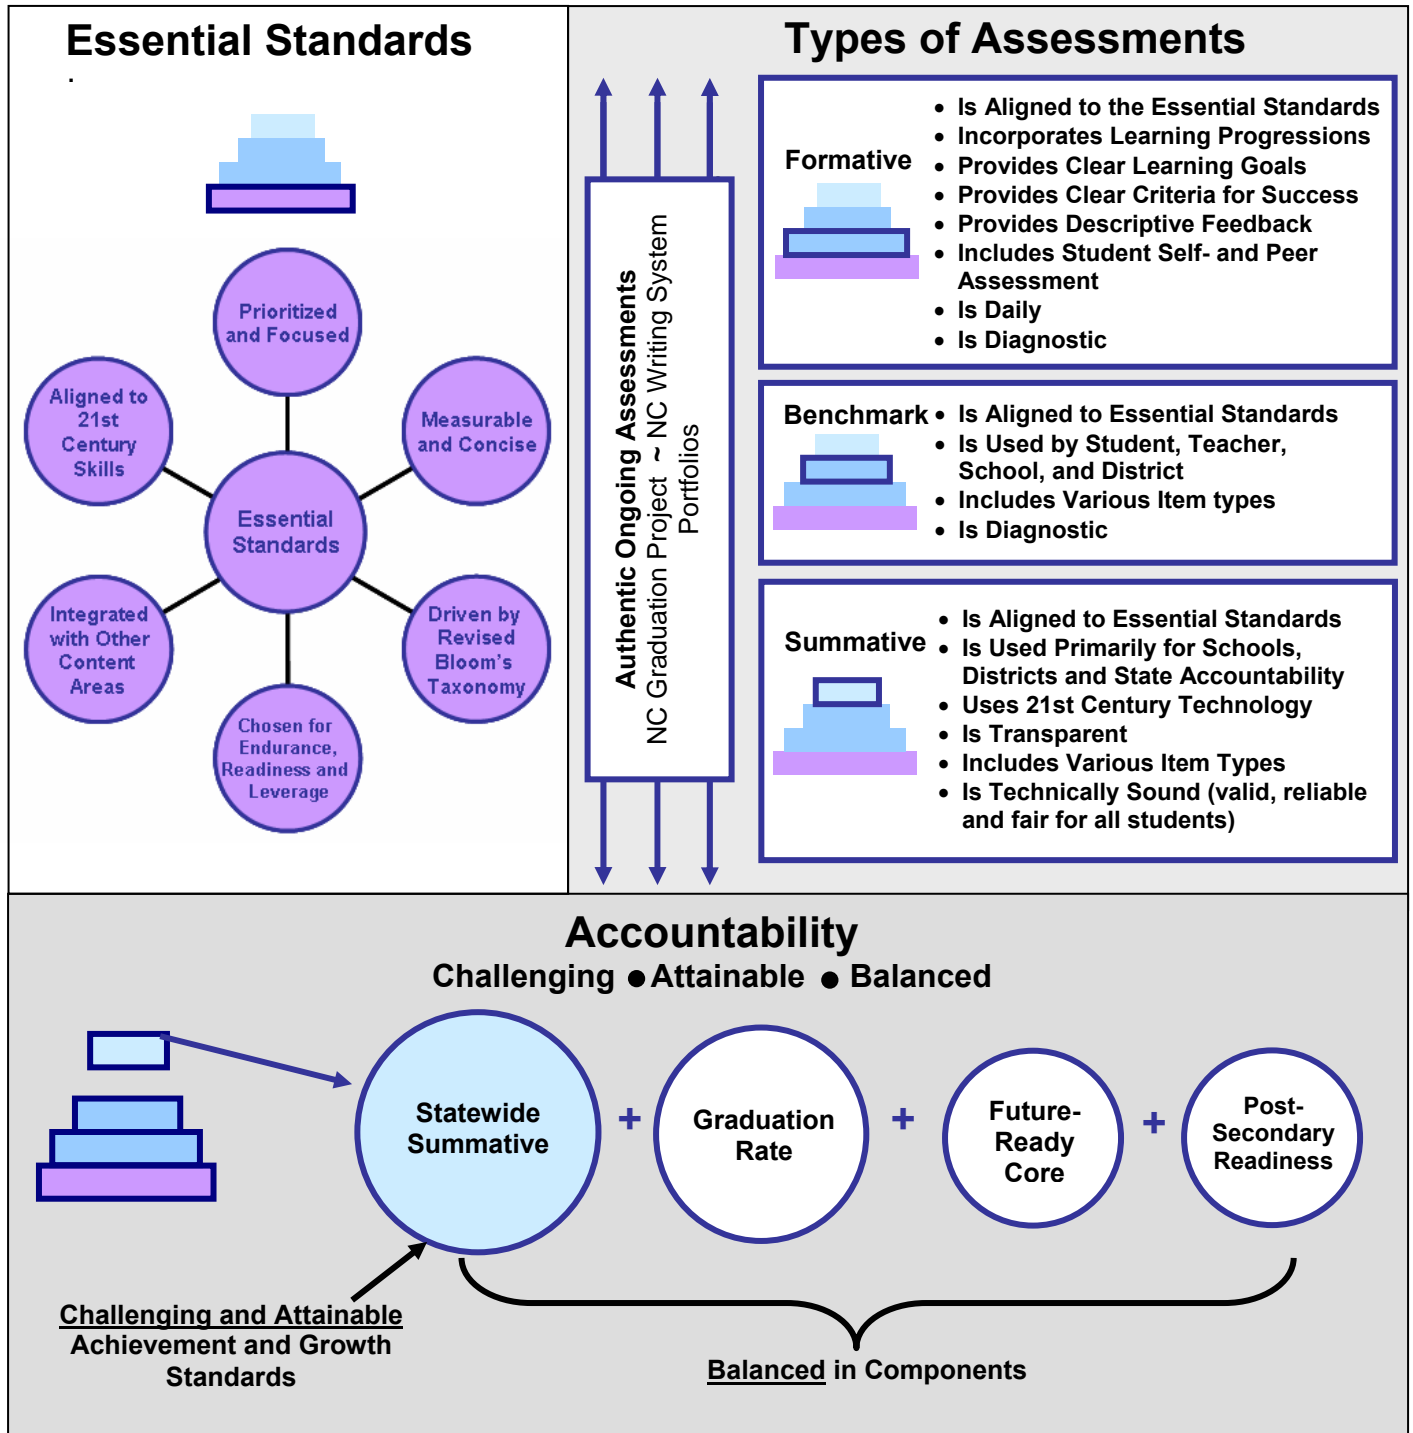 Essential Standards
.
Prioritized
and Focused
Aligned to
21st
Century
Skills
Measurable
and Concise
Essential
Standards
Integrated
with Other
Content
Areas
Driven by
Revised
Bloom's
Taxonomy
Chosen for
Endurance,
Readiness and
Leverage
Types of Assessments
Authentic Ongoing Assessments
NC Graduation Project ~ NC Writing System
Portfolios
Formative
• Is Aligned to the Essential Standards
• Incorporates Learning Progressions
• Provides Clear Learning Goals
• Provides Clear Criteria for Success
• Provides Descriptive Feedback
• Includes Student Self- and Peer
Assessment
• Is Daily
• Is Diagnostic
Benchmark
• Is Aligned to Essential Standards
• Is Used by Student, Teacher,
School, and District
• Includes Various Item types
• Is Diagnostic
Summative
• Is Aligned to Essential Standards
• Is Used Primarily for Schools,
Districts and State Accountability
• Uses 21st Century Technology
• Is Transparent
• Includes Various Item Types
• Is Technically Sound (valid, reliable
and fair for all students)
Accountability
Challenging ● Attainable ● Balanced
Statewide
Summative
+
Graduation
Rate
+
Future-
Ready
Core
+
Post-
Secondary
Readiness
Challenging and Attainable
Achievement and Growth
Standards
Balanced in Components